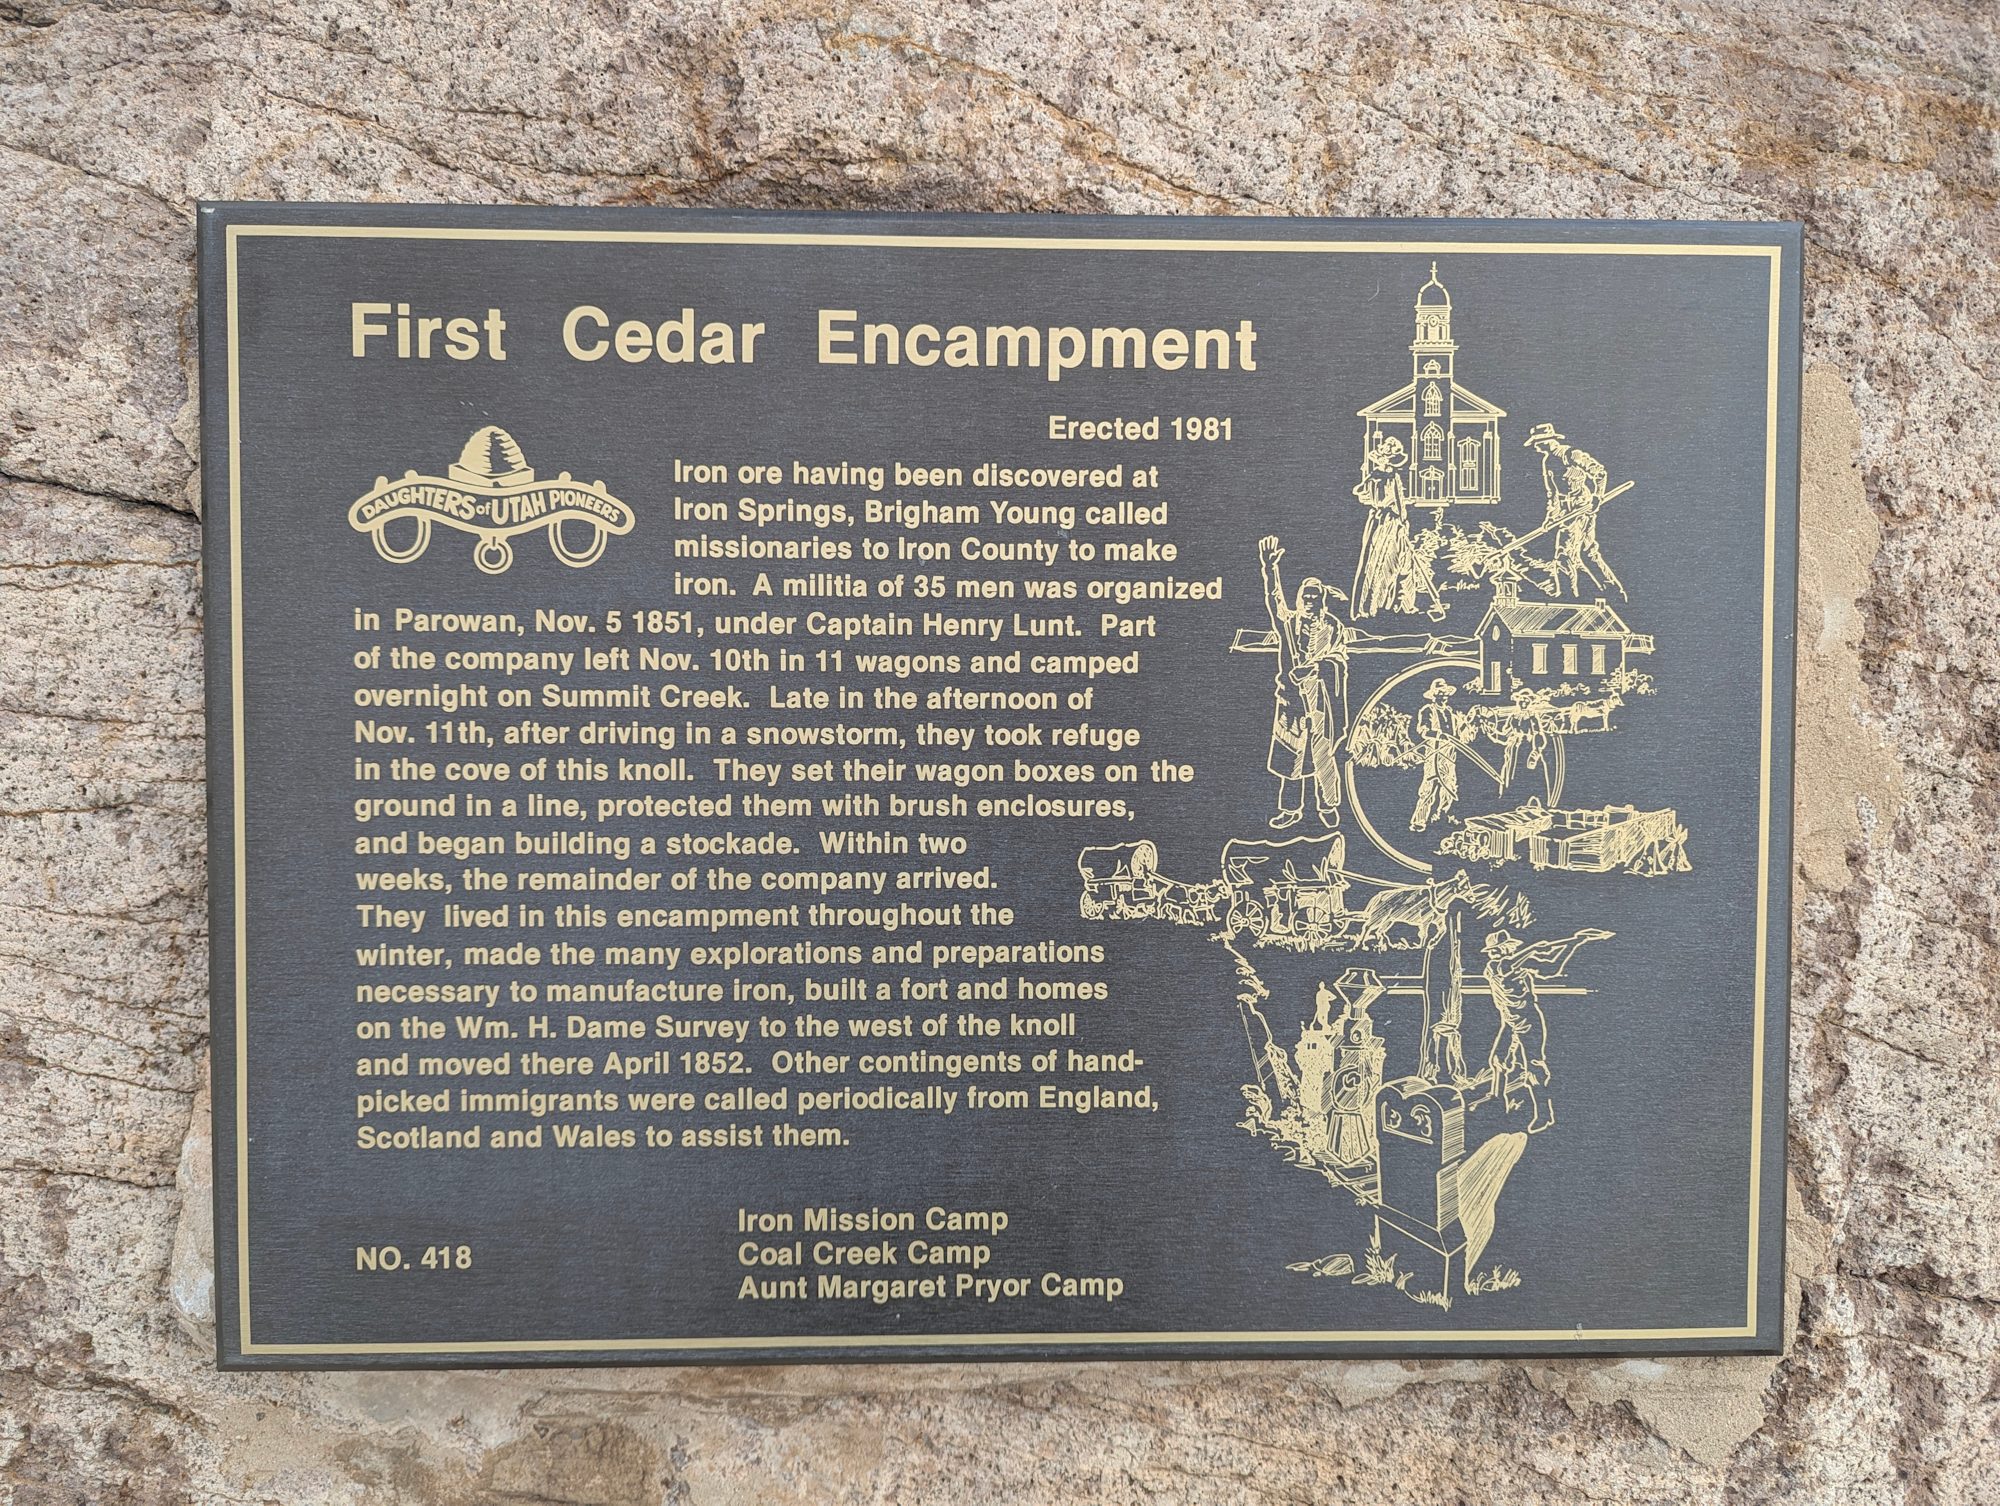 First Cedar Encampment
Erected 1981
DAUGHTERS of UTAH PIONEERS
Iron ore having been discovered at
Iron Springs, Brigham Young called
missionaries to Iron County to make
iron. A militia of 35 men was organized
in Parowan, Nov. 5 1851, under Captain Henry Lunt. Part
of the company left Nov. 10th in 11 wagons and camped
overnight on Summit Creek. Late in the afternoon of
Nov. 11th, after driving in a snowstorm, they took refuge
in the cove of this knoll. They set their wagon boxes on the
ground in a line, protected them with brush enclosures,
and began building a stockade. Within two
weeks, the remainder of the company arrived.
They lived in this encampment throughout the
winter, made the many explorations and preparations
necessary to manufacture iron, built a fort and homes
on the Wm. H. Dame Survey to the west of the knoll
and moved there April 1852. Other contingents of hand-
picked immigrants were called periodically from England,
Scotland and Wales to assist them.
Iron Mission Camp
Coal Creek Camp
Aunt Margaret Pryor Camp
NO. 418